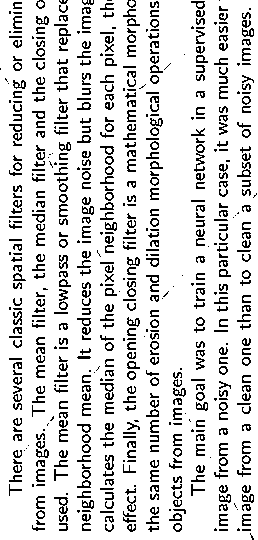 There are several classic spatial filters for reducing or elimin
from images. The mean filter, the median filter and the closing o
used. The mean filter is a lowpass or smoothing filter that replace
neighborhood mean. It reduces the image noise but blurs the imag
calculates the median of the pixel neighborhood for each pixel, the
effect. Finally, the opening closing filter is a mathematical morpho
the same number of erosion and dilation morphological operations
objects from images.
The main goal was to train a neural network in a supervised
image from a noisy one. In this particular case, it was much easier
image from a clean one than to clean a subset of noisy images.